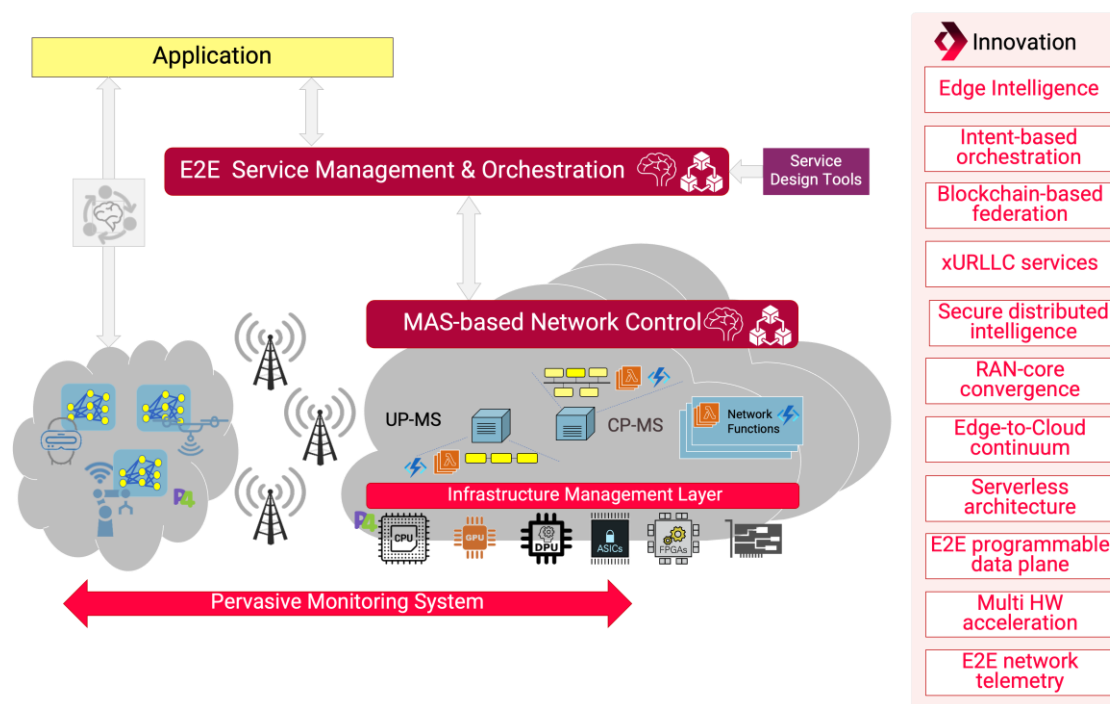 Application
E2E Service Management & Orchestration
Service
Design Tools
MAS-based Network Control
UP-MS
CP-MS
λ
λ
λ
Network
Functions
Infrastructure Management Layer
P4
P4
CPU
GPU
DPU
ASICs
FPGAs
Pervasive Monitoring System
Innovation
Edge Intelligence
Intent-based
orchestration
Blockchain-based
federation
xURLLC services
Secure distributed
intelligence
RAN-core
convergence
Edge-to-Cloud
continuum
Serverless
architecture
E2E programmable
data plane
Multi HW
acceleration
E2E network
telemetry